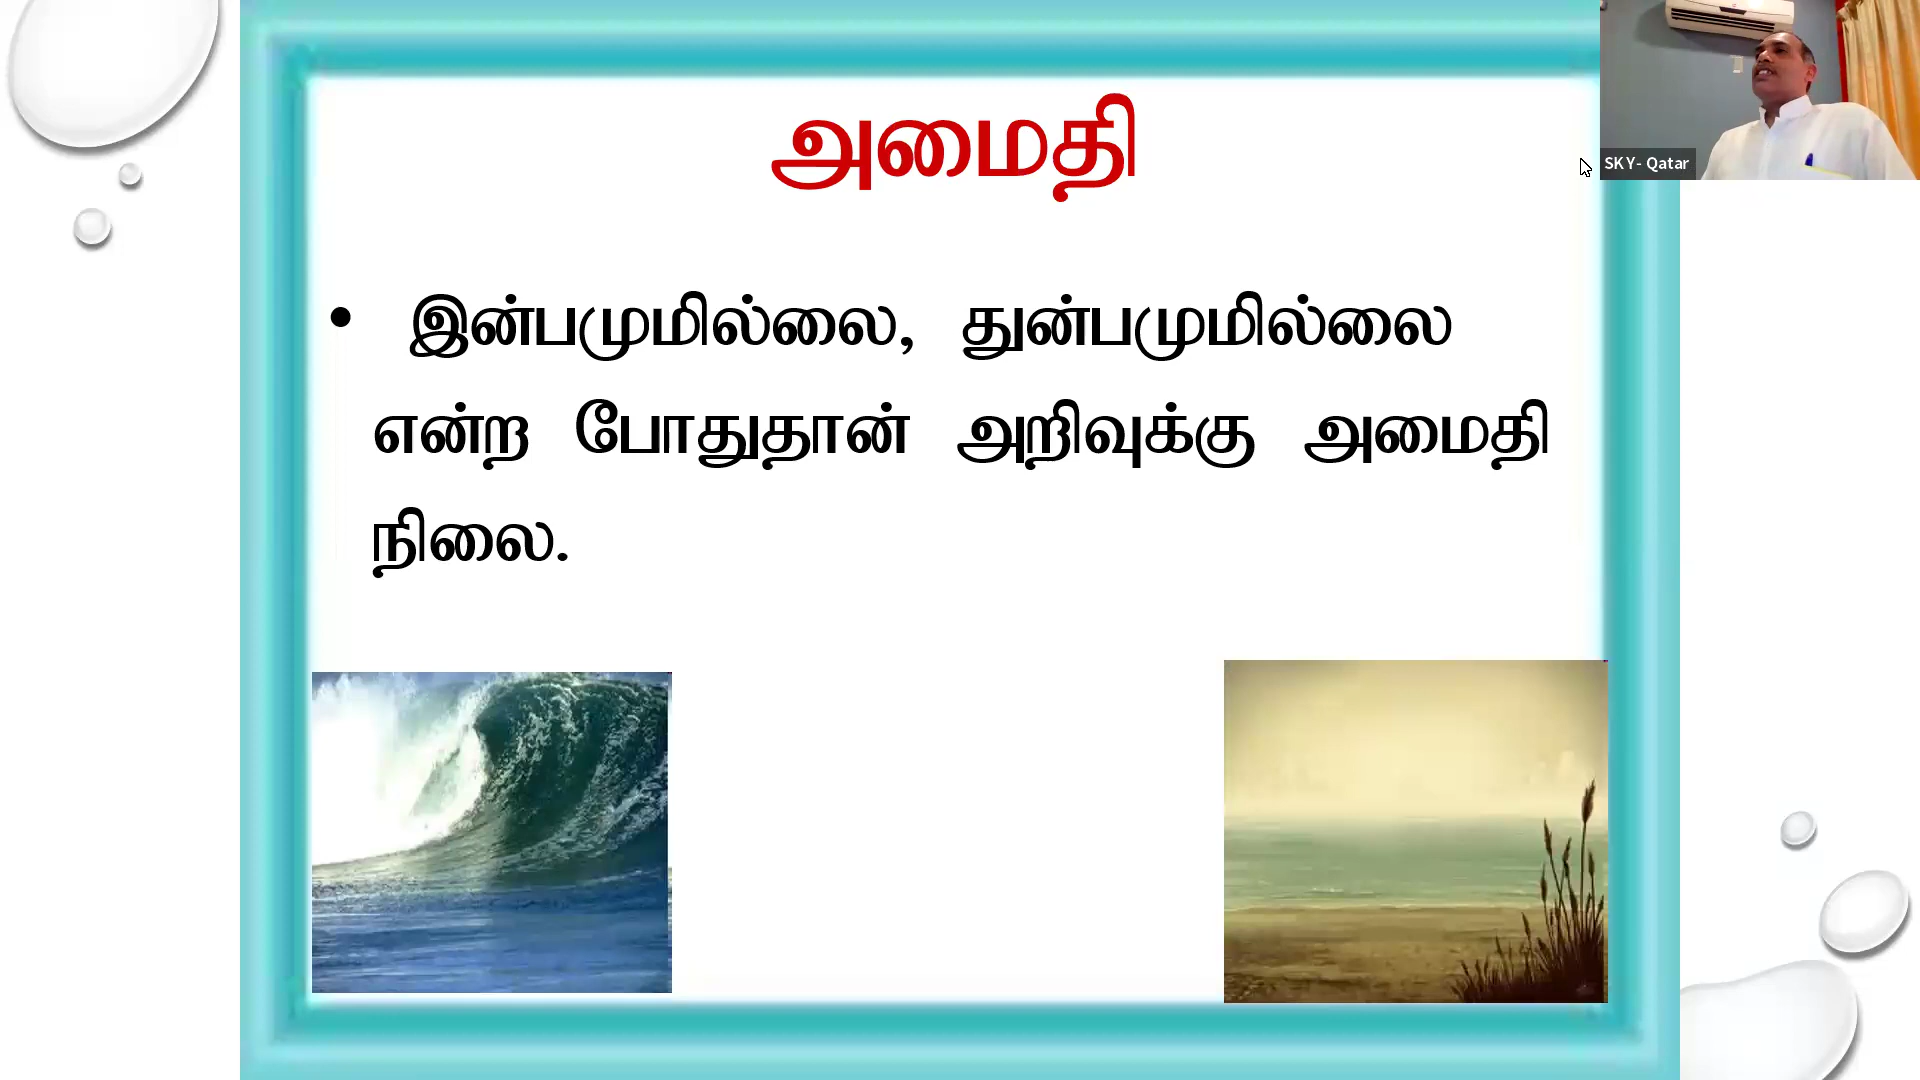 அமைதி
SKY- Qatar
• இன்பமுமில்லை, துன்பமுமில்லை
என்ற போதுதான் அறிவுக்கு அமைதி
நிலை.